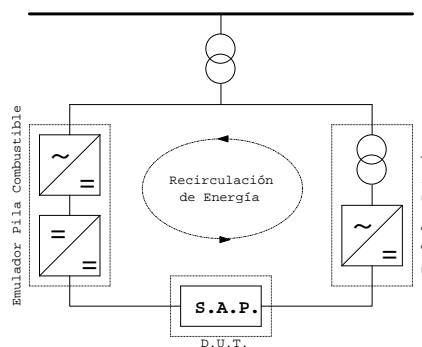 Emulador Pila Combustible
Recirculación
de Energía
~
=
=
=
~
=
S.A.P.
D.U.T.